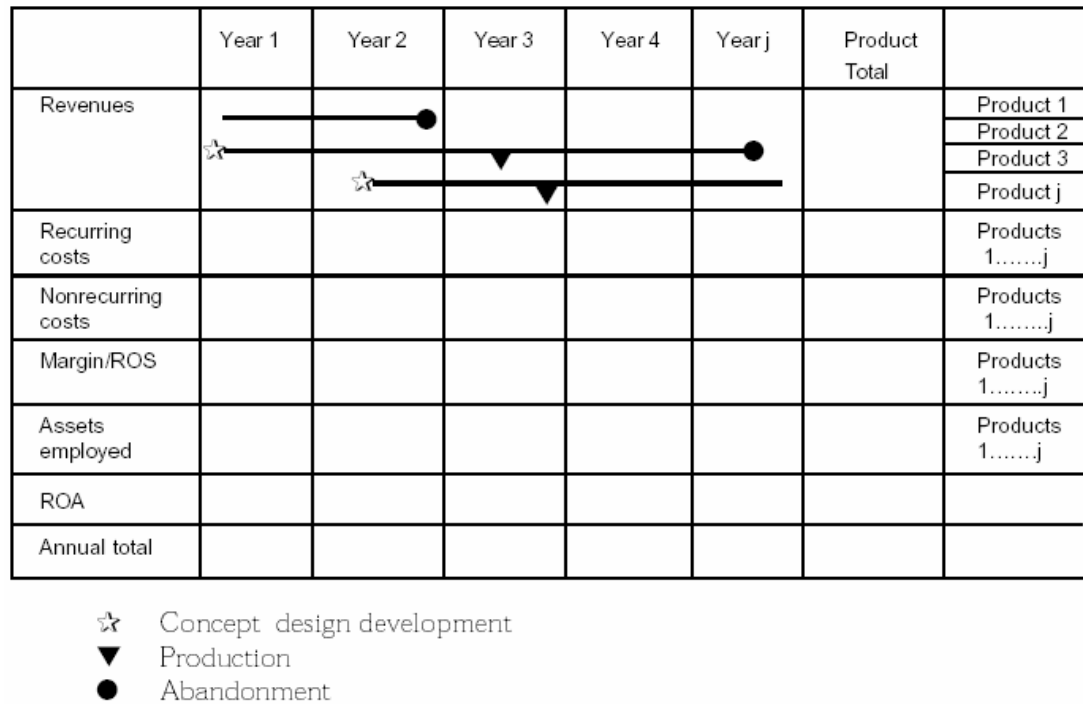 Year 1 Year 2 Year 3 Year 4 Year j Product
Total
Revenues Product 1
Product 2
Product 3
Product j
Recurring Products
costs 1.......j
Nonrecurring Products
costs 1........j
Margin/ROS Products
1........j
Assets Products
employed 1.......j
ROA
Annual total
Concept design development
Production
Abandonment